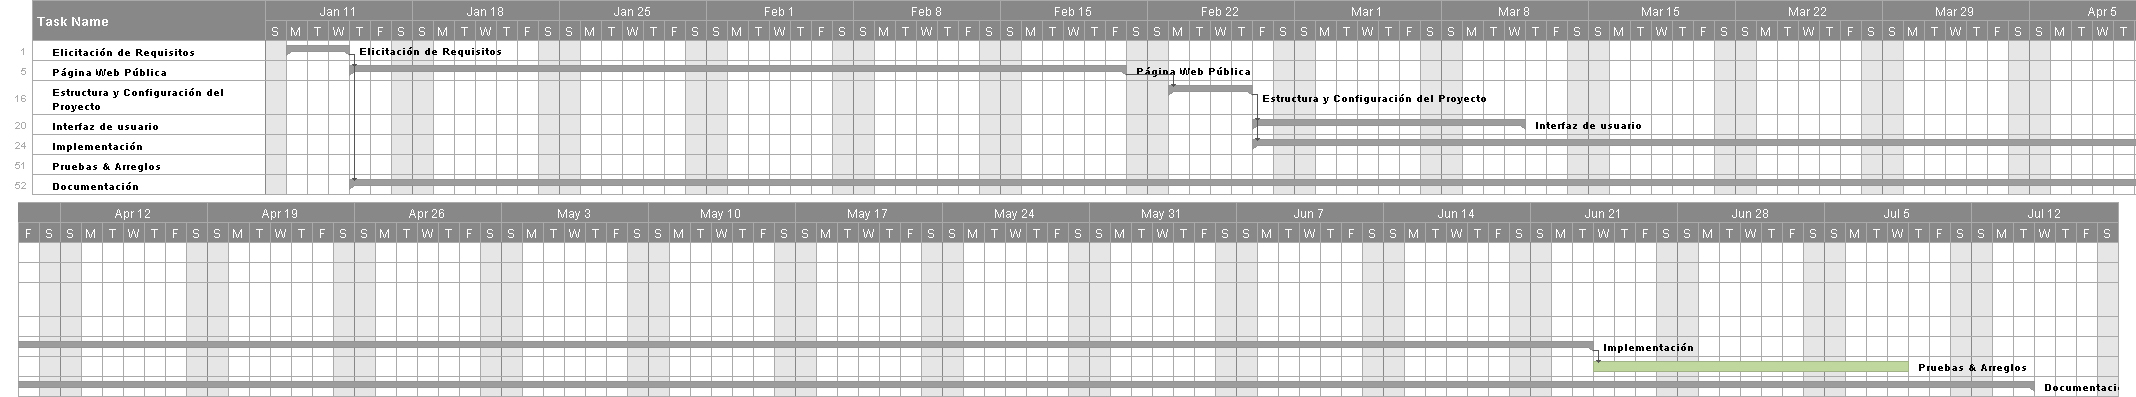 Task Name
Jan 11 Jan 18 Jan 25 Feb 1 Feb 8 Feb 15 Feb 22 Mar 1 Mar 8 Mar 15 Mar 22 Mar 29 Apr 5
S M T W T F S S M T W T F S S M T W T F S S M T W T F S S M T W T F S S M T W T F S S M T W T F S S M T W T F S S M T W T F S S M T W T F S S M T W T F S S M T W T F S S M T W T
1 Elicitación de Requisitos Elicitación de Requisitos
5 Página Web Pública Página Web Pública
16 Estructura y Configuración del
Proyecto
Estructura y Configuración del Proyecto
20 Interfaz de usuario Interfaz de usuario
24 Implementación
51 Pruebas & Arreglos
52 Documentación
Apr 12 Apr 19 Apr 26 May 3 May 10 May 17 May 24 May 31 Jun 7 Jun 14 Jun 21 Jun 28 Jul 5 Jul 12
F S S M T W T F S S M T W T F S S M T W T F S S M T W T F S S M T W T F S S M T W T F S S M T W T F S S M T W T F S S M T W T F S S M T W T F S S M T W T F S S M T W T F S S M T W T F S S M T W T F S
Implementación
Pruebas & Arreglos
Documentaci